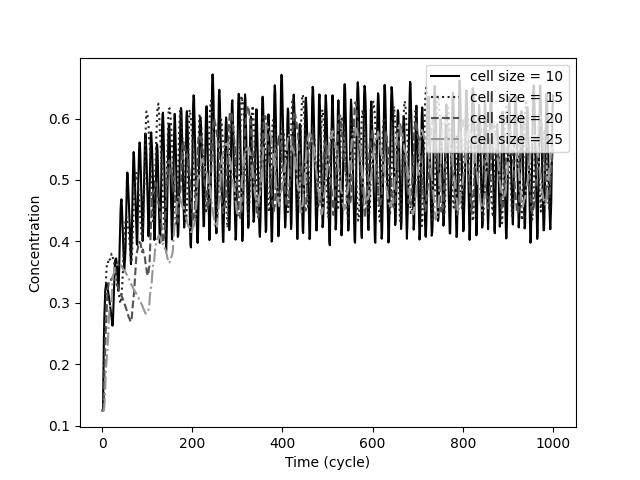 cell size = 10
cell size = 15
cell size = 20
cell size = 25
0.6
0.5
0.4
0.3
0.2
0.1
Concentration
0 200 400 600 800 1000
Time (cycle)